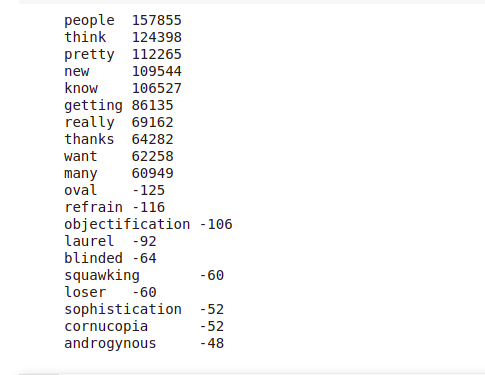 people 157855
think 124398
pretty 112265
new 109544
know 106527
getting 86135
really 69162
thanks 64282
want 62258
many 60949
oval -125
refrain -116
objectification -106
laurel -92
blinded -64
squawking -60
loser -60
sophistication -52
cornucopia -52
androgynous -48